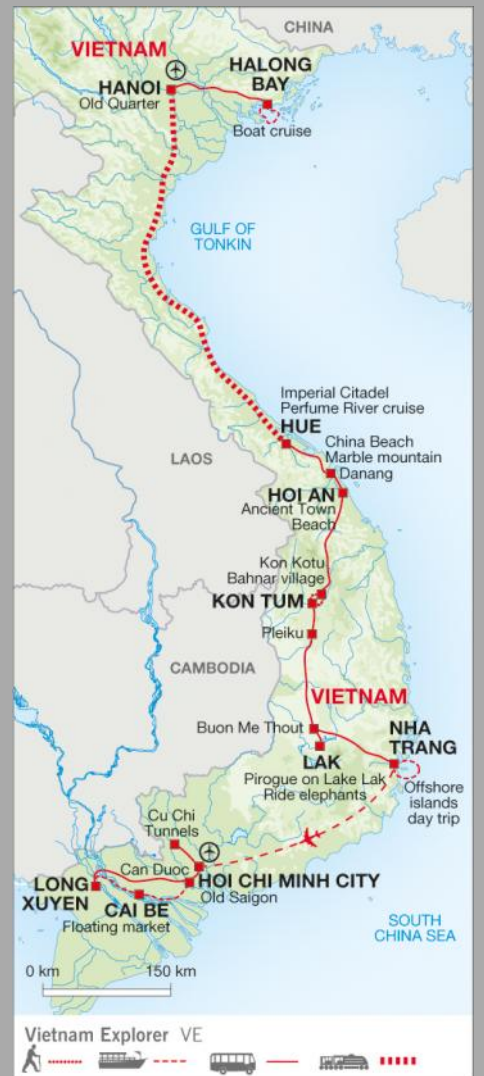 CHINA
VIETNAM
HANOI
Old Quarter
HALONG
BAY
Boat cruise
GULF OF
TONKIN
Imperial Citadel
Perfume River cruise
HUE
China Beach
Marble mountain
Danang
LAOS
HOI AN
Ancient Town
Beach
Kon Kotu
Bahnar village
KON TUM
Pleiku
CAMBODIA
VIETNAM
Buon Me Thout
NHA
TRANG
LAK
Pirogue on Lake Lak
Ride elephants
Offshore
islands
day trip
Cu Chi
Tunnels
Can Duoc
LONG
XUYEN
HOI CHI MINH CITY
Old Saigon
CAI BE
Floating market
SOUTH
CHINA SEA
0 km 150 km
Vietnam Explorer VE